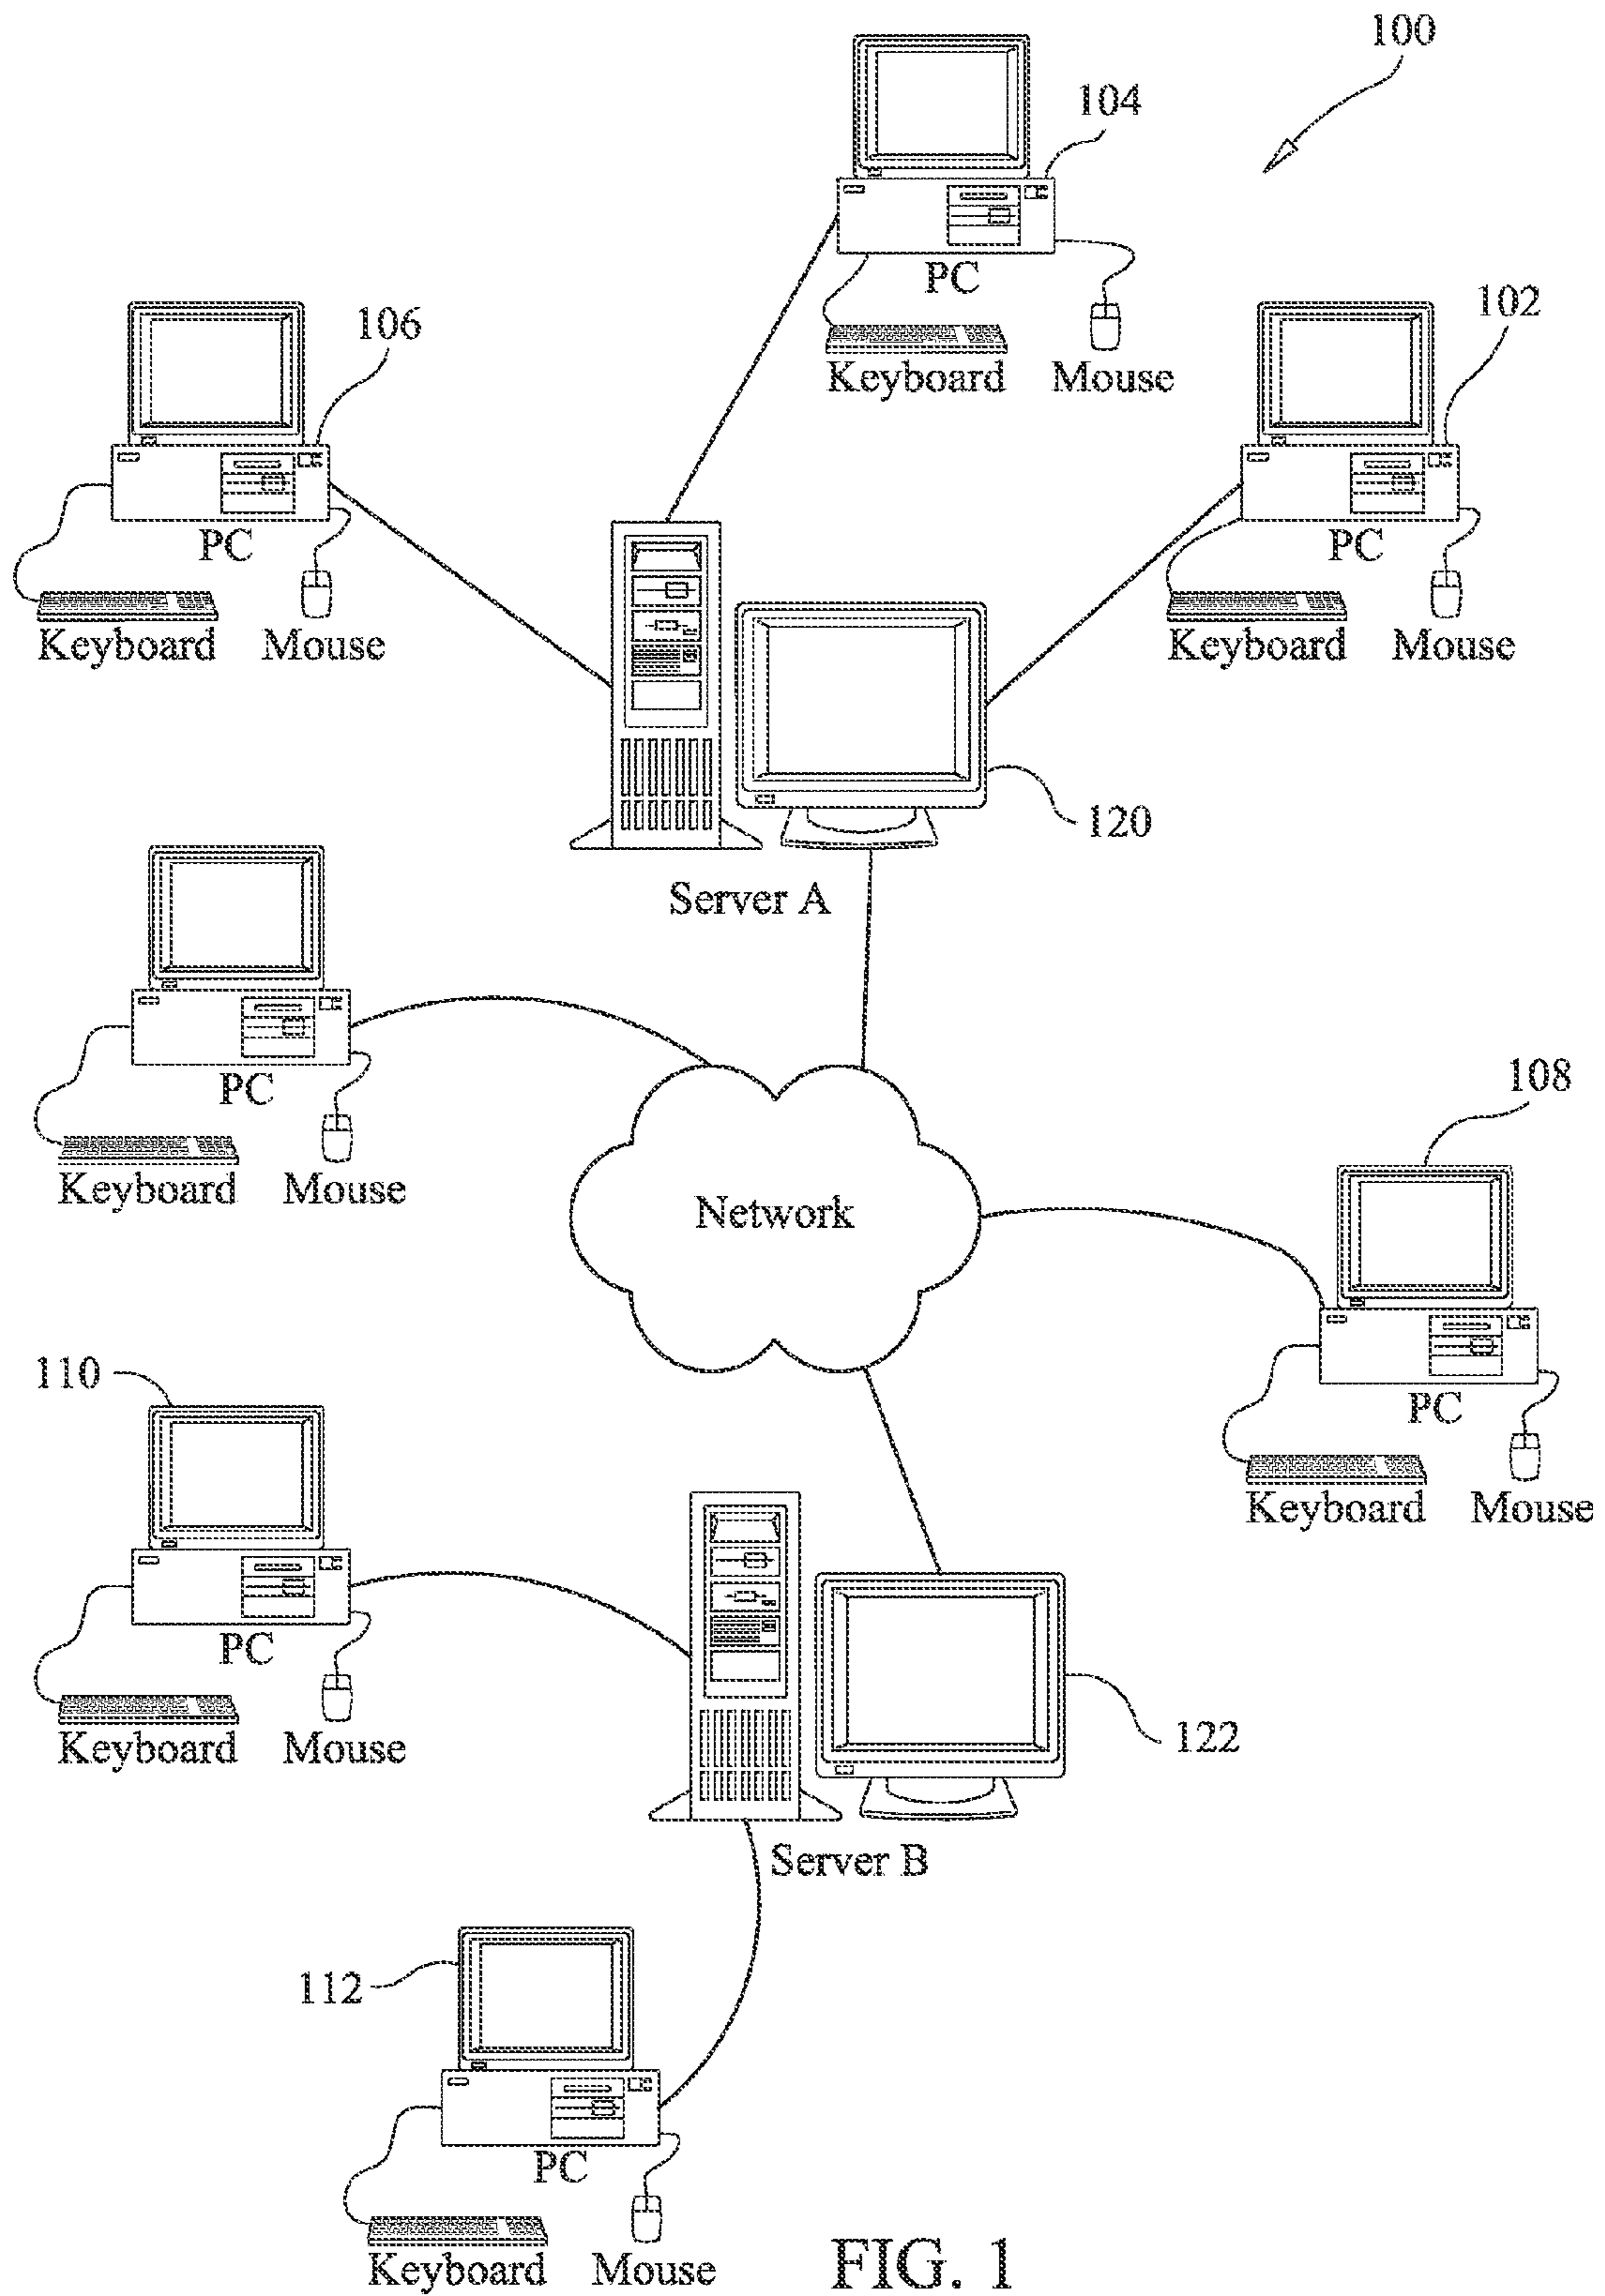 100
104
PC
Keyboard Mouse
102
106
PC
Keyboard Mouse
PC
Keyboard Mouse
120
Server A
PC
Keyboard Mouse
108
Network
PC
Keyboard Mouse
110
PC
Keyboard Mouse
122
Server B
112
PC
Keyboard Mouse
FIG. 1